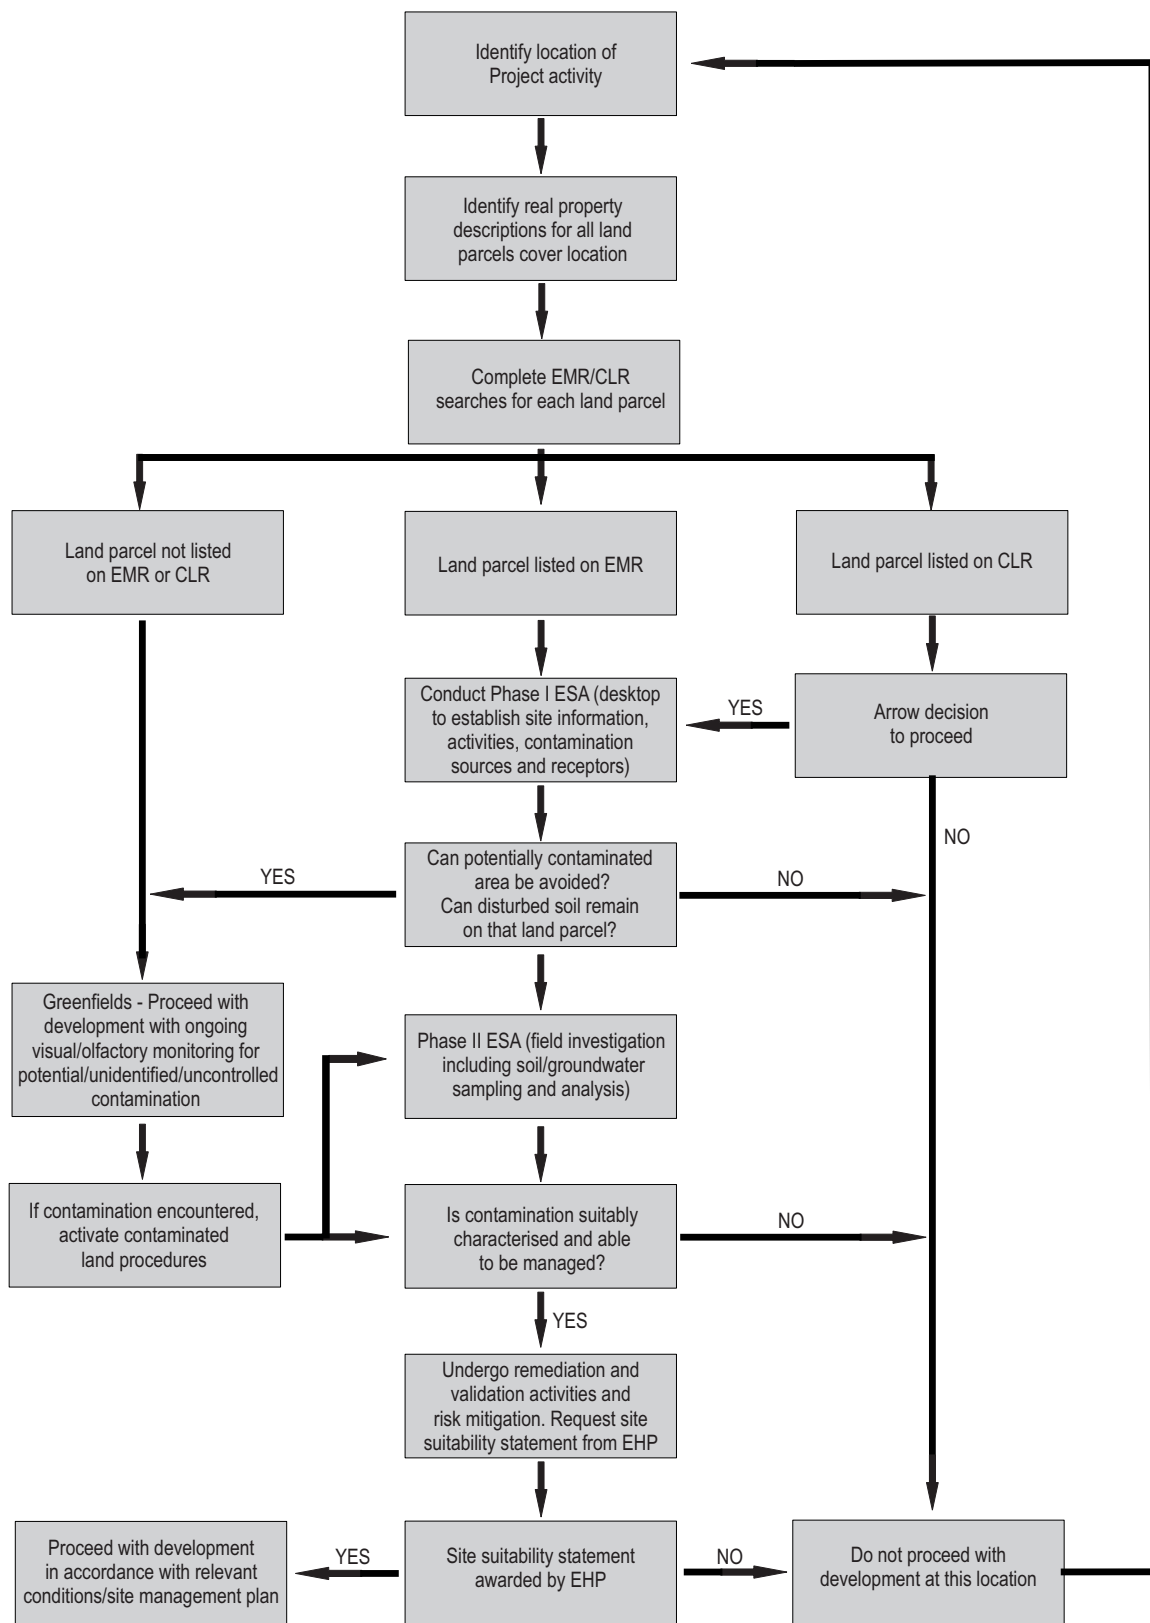 Identify location of
Project activity
Identify real property
descriptions for all land
parcels cover location
Complete EMR/CLR
searches for each land parcel
Land parcel not listed
on EMR or CLR
Land parcel listed on EMR
Land parcel listed on CLR
Conduct Phase I ESA (desktop
to establish site information,
activities, contamination
sources and receptors)
YES
Arrow decision
to proceed
NO
YES
Can potentially contaminated
area be avoided?
Can disturbed soil remain
on that land parcel?
NO
Greenfields - Proceed with
development with ongoing
visual/olfactory monitoring for
potential/unidentified/uncontrolled
contamination
Phase II ESA (field investigation
including soil/groundwater
sampling and analysis)
If contamination encountered,
activate contaminated
land procedures
Is contamination suitably
characterised and able
to be managed?
NO
YES
Undergo remediation and
validation activities and
risk mitigation. Request site
suitability statement from EHP
Proceed with development
in accordance with relevant
conditions/site management plan
YES
Site suitability statement
awarded by EHP
NO
Do not proceed with
development at this location